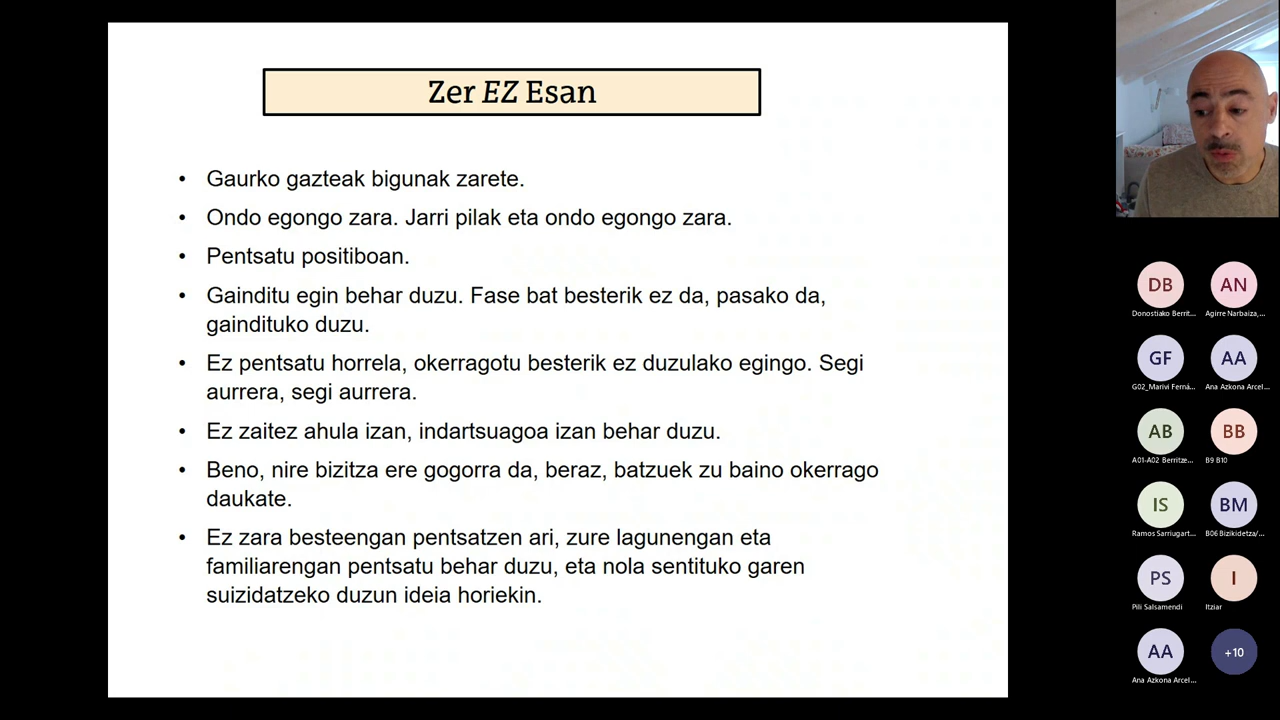 Zer EZ Esan
• Gaurko gazteak bigunak zarete.
• Ondo egongo zara. Jarri pilak eta ondo egongo zara.
• Pentsatu positiboan.
• Gainditu egin behar duzu. Fase bat besterik ez da, pasako da,
gaindituko duzu.
• Ez pentsatu horrela, okerragotu besterik ez duzulako egingo. Segi
aurrera, segi aurrera.
• Ez zaitez ahula izan, indartsuagoa izan behar duzu.
• Beno, nire bizitza ere gogorra da, beraz, batzuek zu baino okerrago
daukate.
• Ez zara besteengan pentsatzen ari, zure lagunengan eta
familiarengan pentsatu behar duzu, eta nola sentituko garen
suizidatzeko duzun ideia horiekin.
DB AN
Donostiako Berrit... Agirre Narbaiza,...
GF AA
G02_Marivi Ferná... Ana Azkona Arcel...
AB BB
A01-A02 Berritze... B9 B10
IS BM
Ramos Sarriugart... B06 Bizikidetza/...
PS I
Pili Salsamendi Itziar
AA +10
Ana Azkona Arcel...